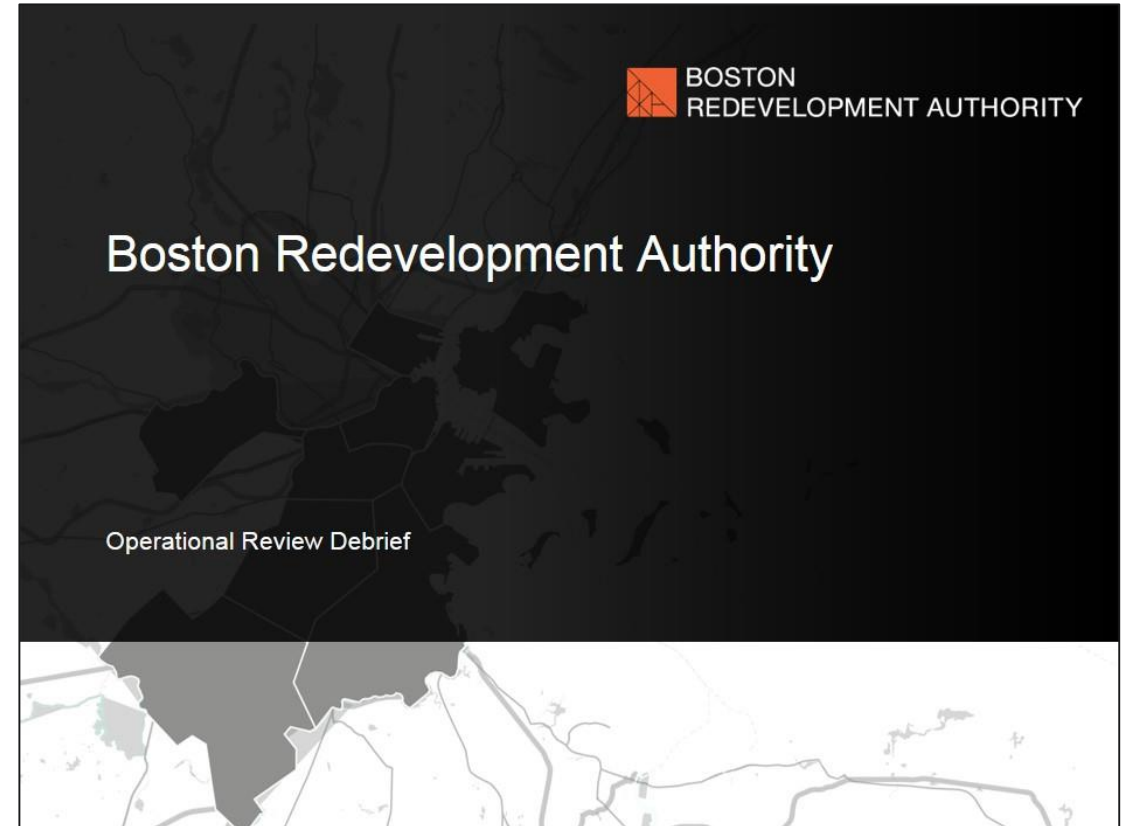 BOSTON
REDEVELOPMENT AUTHORITY
Boston Redevelopment Authority
Operational Review Debrief